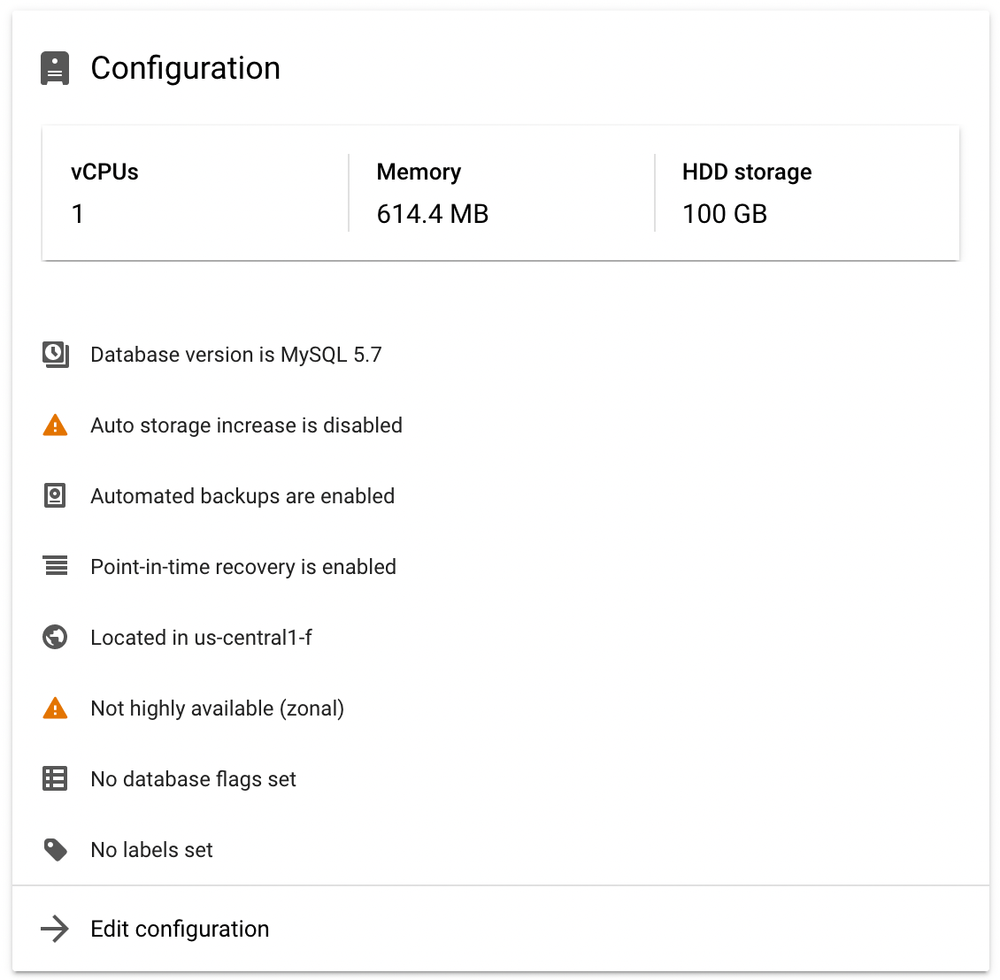 Configuration
vCPUs
1
Memory
614.4 MB
HDD storage
100 GB
Database version is MySQL 5.7
Auto storage increase is disabled
Automated backups are enabled
Point-in-time recovery is enabled
Located in us-central1-f
Not highly available (zonal)
No database flags set
No labels set
Edit configuration